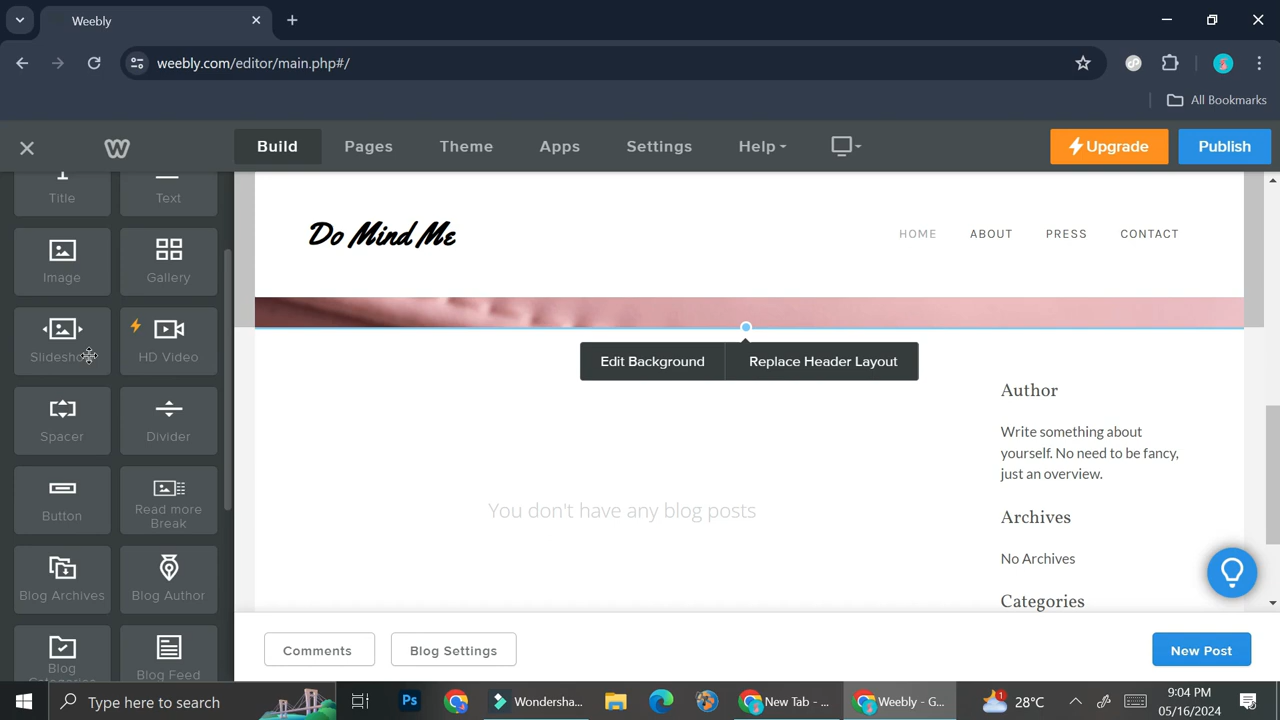 Weebly
weebly.com/editor/main.php#/
All Bookmarks
Build
Pages
Theme
Apps
Settings
Help
Upgrade
Publish
Title
Text
Image
Gallery
Slideshow
HD Video
Spacer
Divider
Button
Read more
Break
Blog Archives
Blog Author
Blog
Categories
Blog Feed
Do Mind Me
HOME
ABOUT
PRESS
CONTACT
Edit Background
Replace Header Layout
You don't have any blog posts
Author
Write something about
yourself. No need to be fancy,
just an overview.
Archives
No Archives
Categories
Comments
Blog Settings
New Post
Type here to search
Ps
Wondersha...
New Tab - ...
Weebly - G...
1
28°C
9:04 PM
05/16/2024